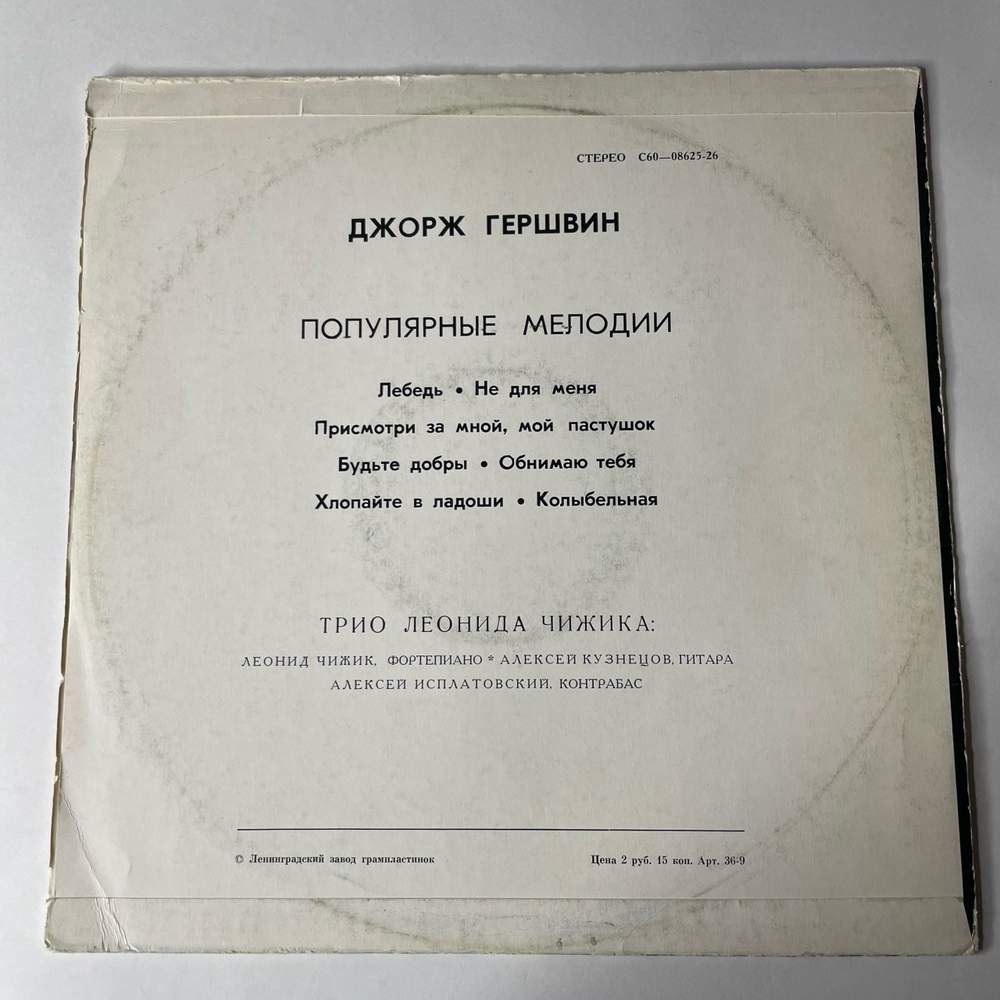 СТЕРЕО С60—08625-26
ДЖОРЖ ГЕРШВИН
ПОПУЛЯРНЫЕ МЕЛОДИИ
Лебедь • Не для меня
Присмотри за мной, мой пастушок
Будьте добры • Обнимаю тебя
Хлопайте в ладоши • Колыбельная
ТРИО ЛЕОНИДА ЧИЖИКА:
ЛЕОНИД ЧИЖИК, ФОРТЕПИАНО * АЛЕКСЕЙ КУЗНЕЦОВ, ГИТАРА
АЛЕКСЕЙ ИСПЛАТОВСКИЙ, КОНТРАБАС
© Ленинградский завод грампластинок Цена 2 руб. 15 коп. Арт. 36-9